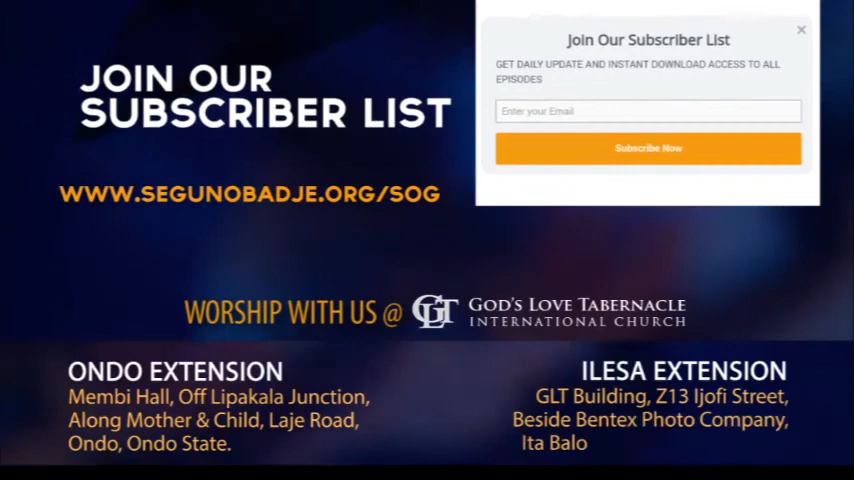 JOIN OUR
SUBSCRIBER LIST
WWW.SEGUNOBADJE.ORG/SOG
Join Our Subscriber List
GET DAILY UPDATE AND INSTANT DOWNLOAD ACCESS TO ALL
EPISODES
Enter your Email
Subscribe Now
WORSHIP WITH US @ GLT GOD'S LOVE TABERNACLE
INTERNATIONAL CHURCH
ONDO EXTENSION
Membi Hall, Off Lipakala Junction,
Along Mother & Child, Laje Road,
Ondo, Ondo State.
ILESA EXTENSION
GLT Building, Z13 Ijofi Street,
Beside Bentex Photo Company,
Ita Balo